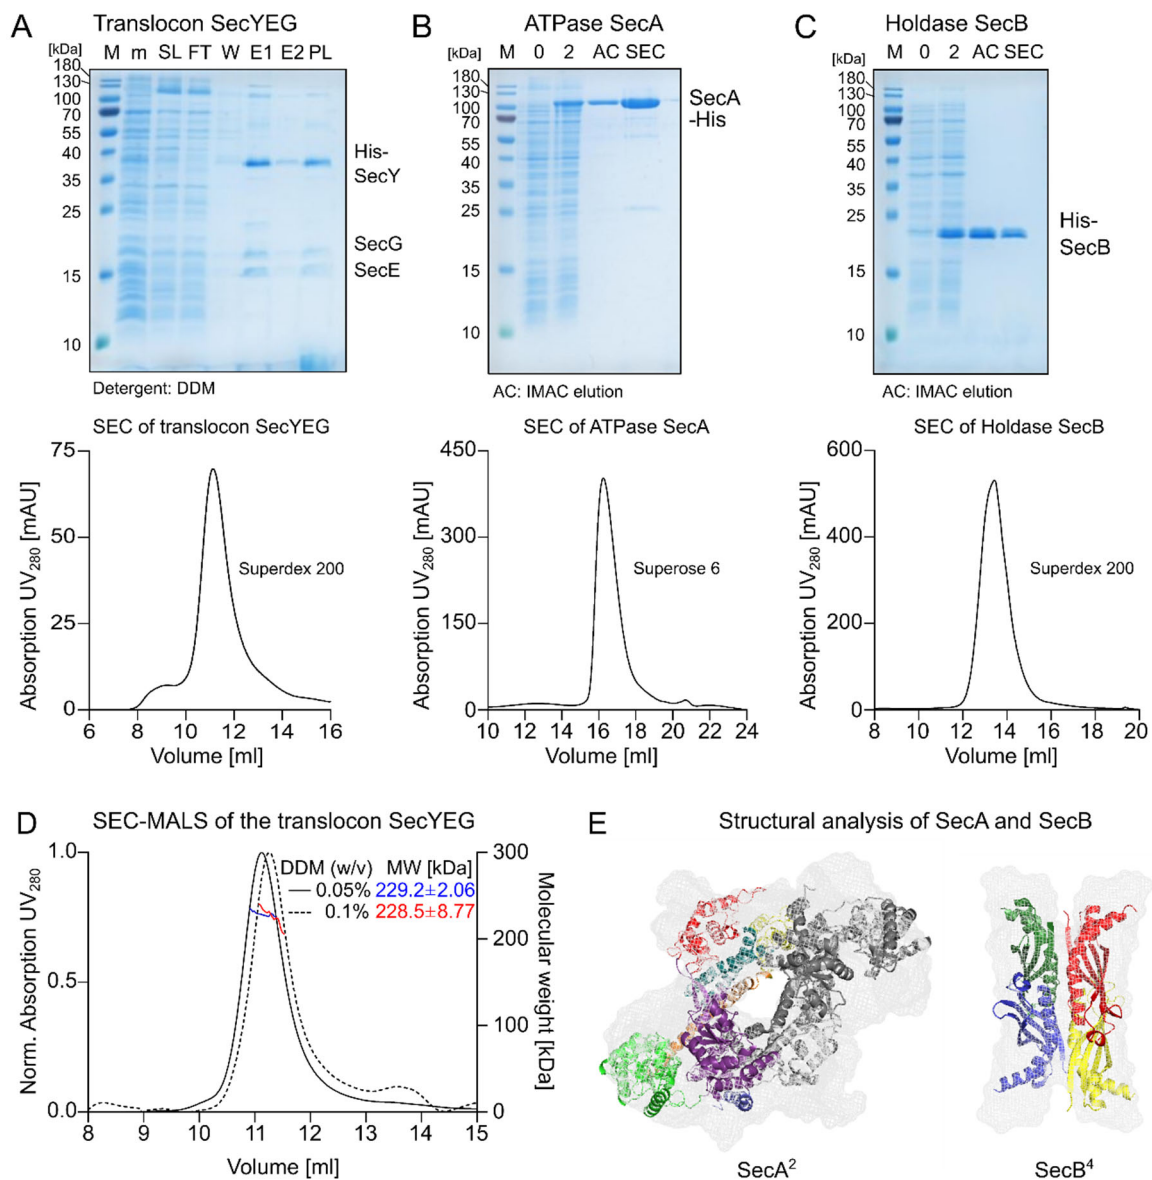 A Translocon SecYEG
[kDa] M m SL FT W E1 E2 PL
180
130
100
70
55
40
35
25
15
10
His-
SecY
SecG
SecE
Detergent: DDM
B ATPase SecA
[kDa] M 0 2 AC SEC
180
130
100
70
55
40
35
25
15
10
SecA
-His
AC: IMAC elution
C Holdase SecB
[kDa] M 0 2 AC SEC
180
130
100
70
55
40
35
25
15
10
His-
SecB
AC: IMAC elution
SEC of translocon SecYEG
Absorption UV280 [mAU]
75
50
25
0
Superdex 200
6 8 10 12 14 16
Volume [ml]
SEC of ATPase SecA
Absorption UV280 [mAU]
450
300
150
0
Superose 6
10 12 14 16 18 20 22 24
Volume [ml]
SEC of Holdase SecB
Absorption UV280 [mAU]
600
400
200
0
Superdex 200
8 10 12 14 16 18 20
Volume [ml]
D SEC-MALS of the translocon SecYEG
Norm. Absorption UV280
1.0
0.5
0.0
DDM (w/v) MW [kDa]
0.05% 229.2±2.06
0.1% 228.5±8.77
300
200
100
0
Molecular weight [kDa]
8 9 10 11 12 13 14 15
Volume [ml]
E Structural analysis of SecA and SecB
SecA2
SecB4